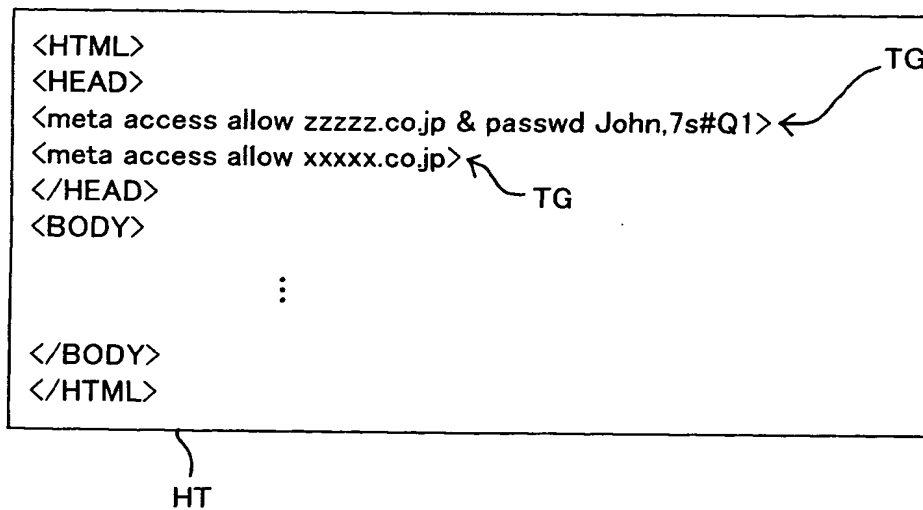 <HTML>
<HEAD>
TG
<meta access allow zzzzz.co.jp & passwd John,7s#Q1>
<meta access allow xxxxx.co.jp>
TG
</HEAD>
<BODY>
⋮
</BODY>
</HTML>
HT